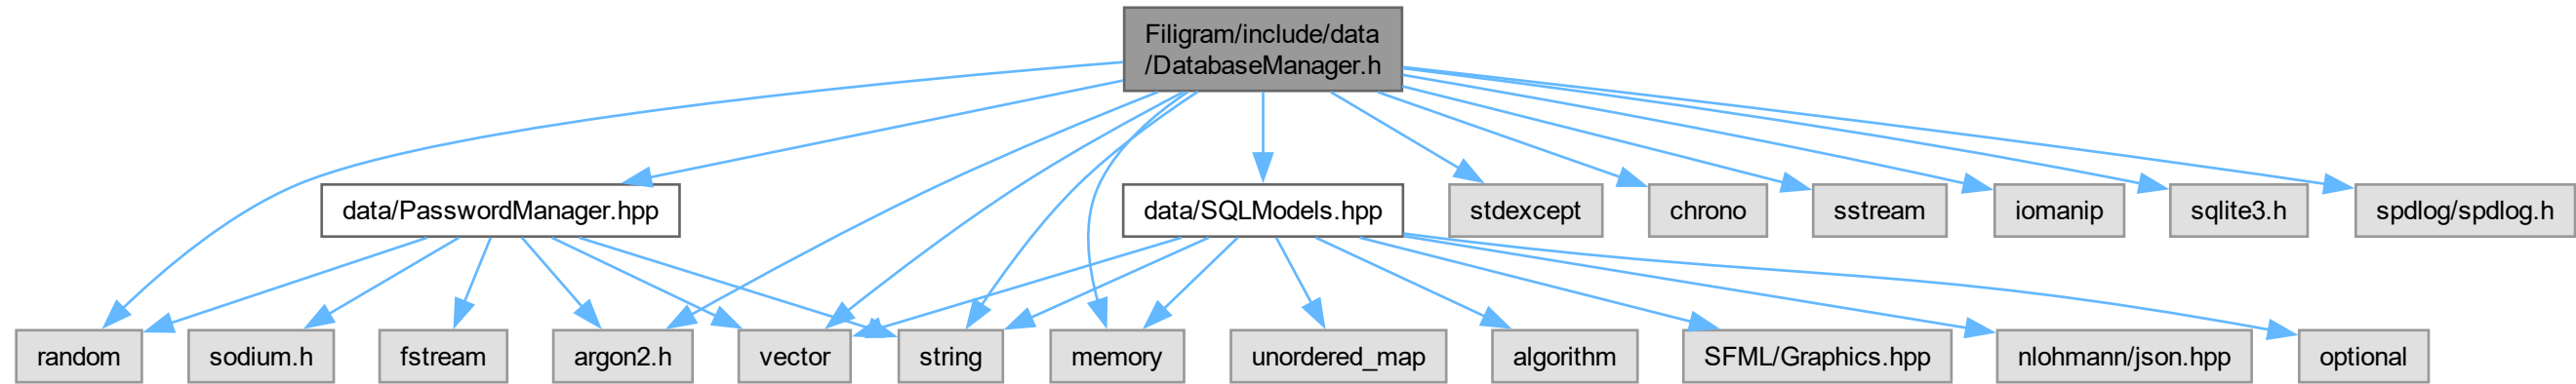 Filigram/include/data
/DatabaseManager.h
data/PasswordManager.hpp
data/SQLModels.hpp
stdexcept
chrono
sstream
iomanip
sqlite3.h
spdlog/spdlog.h
random
sodium.h
fstream
argon2.h
vector
string
memory
unordered_map
algorithm
SFML/Graphics.hpp
nlohmann/json.hpp
optional